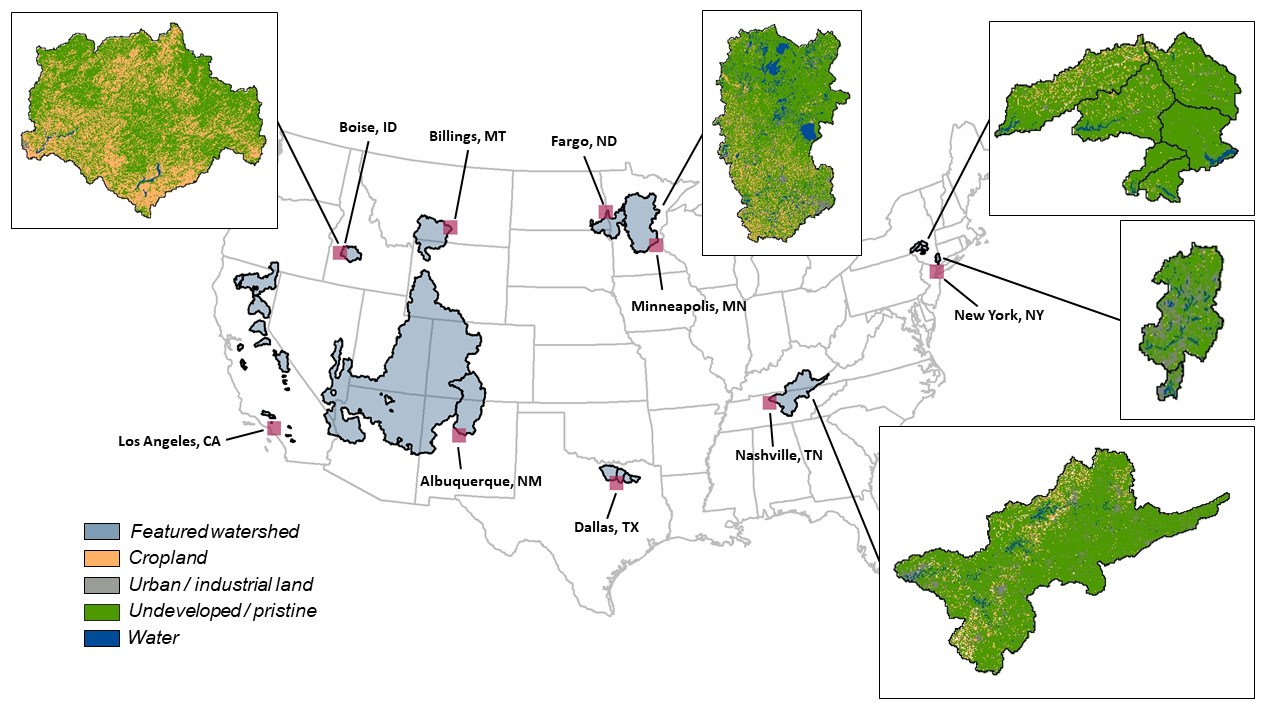 Boise, ID
Billings, MT
Fargo, ND
Minneapolis, MN
New York, NY
Los Angeles, CA
Albuquerque, NM
Nashville, TN
Dallas, TX
Featured watershed
Cropland
Urban / industrial land
Undeveloped / pristine
Water